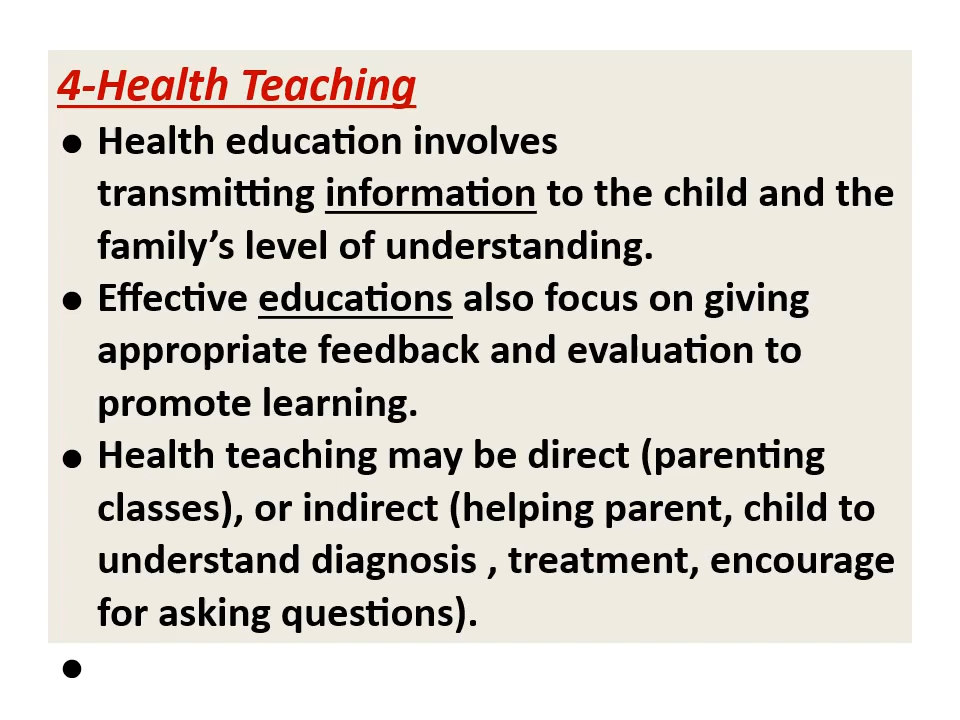 4-Health Teaching
● Health education involves
transmitting information to the child and the
family’s level of understanding.
● Effective educations also focus on giving
appropriate feedback and evaluation to
promote learning.
● Health teaching may be direct (parenting
classes), or indirect (helping parent, child to
understand diagnosis , treatment, encourage
for asking questions).
●